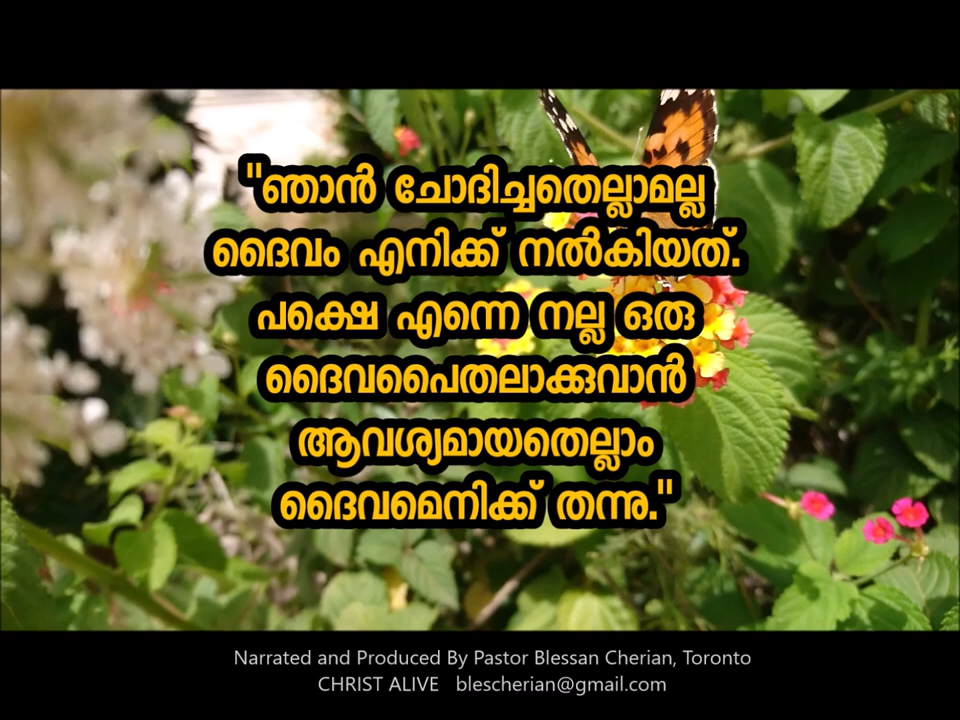 "ഞാൻ ചോദിച്ചതെല്ലാമല്ല
ദൈവം എനിക്ക് നൽകിയത്.
പക്ഷെ എന്നെ നല്ല ഒരു
ദൈവപൈതലാക്കുവാൻ
ആവശ്യമായതെല്ലാം
ദൈവമെനിക്ക് തന്നു."
Narrated and Produced By Pastor Blessan Cherian, Toronto
CHRIST ALIVE blescherian@gmail.com